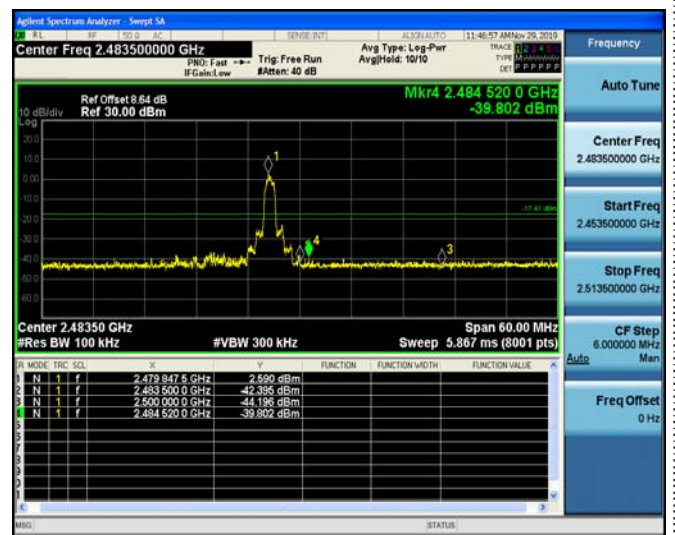 Agilent Spectrum Analyzer - Swept SA
RL RF 50 Ω AC SENSE:INT ALIGN AUTO 11:46:57 AM Nov 29, 2019
Center Freq 2.483500000 GHz
PNO: Fast
IFGain:Low
Trig: Free Run
#Atten: 40 dB
Avg Type: Log-Pwr
Avg|Hold: 10/10
TRACE 1 2 3 4 5 6
TYPE M
DET P P P P P P
Ref Offset 8.64 dB
Ref 30.00 dBm
10 dB/div
Log
Mkr4 2.484 520 0 GHz
-39.802 dBm
20.0
10.0
0.00
-10.0
-20.0
-30.0
-40.0
-50.0
-60.0
1
4
3
-17.41 dBm
Center 2.48350 GHz
#Res BW 100 kHz
#VBW 300 kHz
Span 60.00 MHz
Sweep 5.867 ms (8001 pts)
MODE TRC SCL X Y FUNCTION FUNCTION WIDTH FUNCTION VALUE
1 N 1 f 2.479 847 5 GHz 2.590 dBm
2 N 1 f 2.483 500 0 GHz -42.395 dBm
3 N 1 f 2.500 000 0 GHz -44.196 dBm
4 N 1 f 2.484 520 0 GHz -39.802 dBm
5
6
7
8
9
MSG
STATUS
Frequency
Auto Tune
Center Freq
2.483500000 GHz
Start Freq
2.453500000 GHz
Stop Freq
2.513500000 GHz
CF Step
6.000000 MHz
Auto Man
Freq Offset
0 Hz